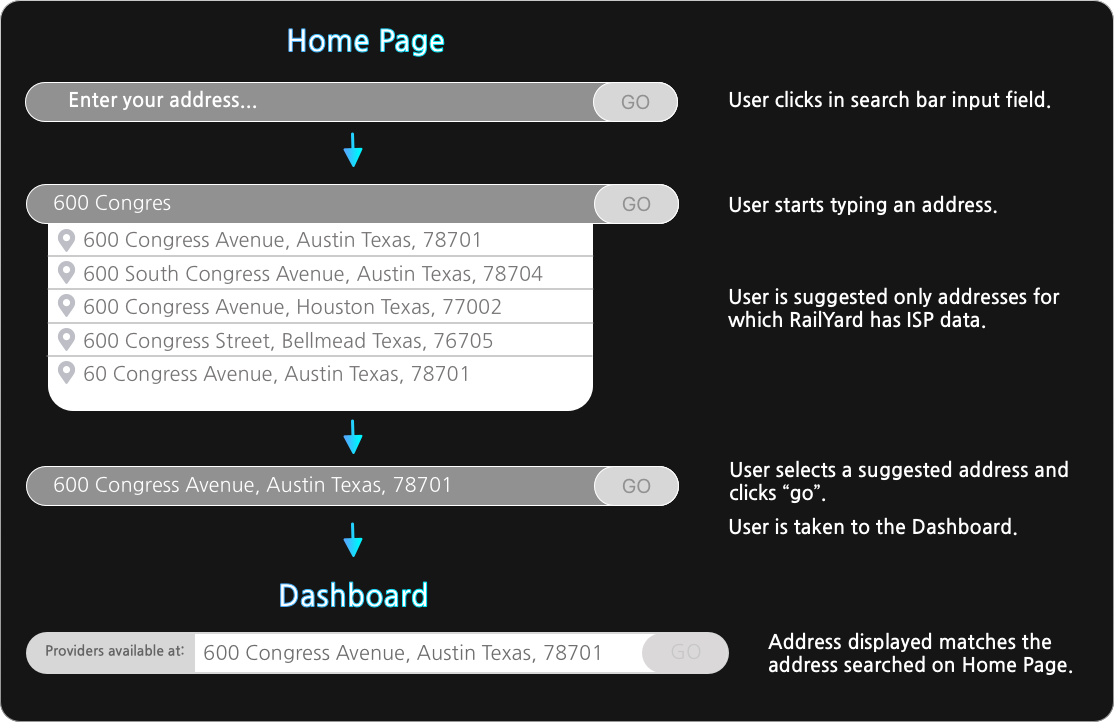 Home Page
Enter your address...
GO
User clicks in search bar input field.
600 Congres
GO
User starts typing an address.
600 Congress Avenue, Austin Texas, 78701
600 South Congress Avenue, Austin Texas, 78704
600 Congress Avenue, Houston Texas, 77002
600 Congress Street, Bellmead Texas, 76705
60 Congress Avenue, Austin Texas, 78701
User is suggested only addresses for
which RailYard has ISP data.
600 Congress Avenue, Austin Texas, 78701
GO
User selects a suggested address and
clicks “go”.
User is taken to the Dashboard.
Dashboard
Providers available at:
600 Congress Avenue, Austin Texas, 78701
GO
Address displayed matches the
address searched on Home Page.